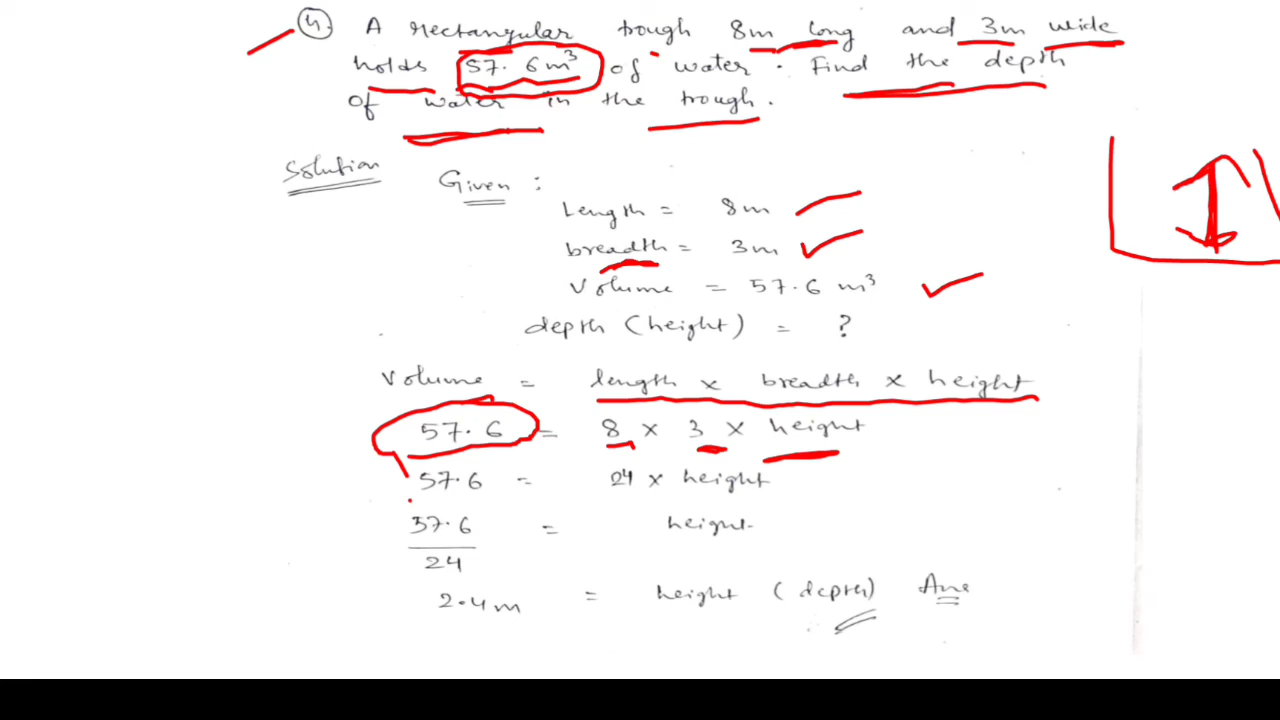 4. A rectangular trough 8m long and 3m wide
holds 57.6 m³ of water. Find the depth
of water in the trough.
Solution
Given :
Length = 8m
breadth = 3m
Volume = 57.6 m³
depth (height) = ?
Volume = length × breadth × height
57.6 = 8 × 3 × height
57.6 = 24 × height
57.6 = height
24
2.4m = height (depth) Ans